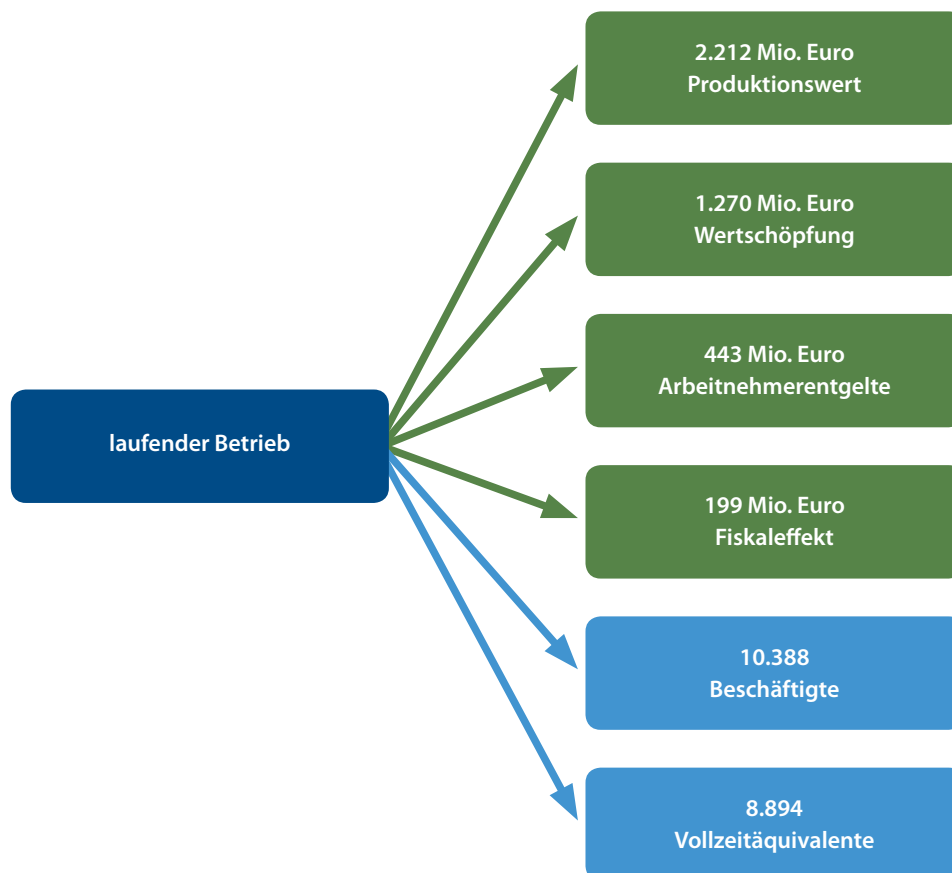 2.212 Mio. Euro
Produktionswert
1.270 Mio. Euro
Wertschöpfung
443 Mio. Euro
Arbeitnehmerentgelte
laufender Betrieb
199 Mio. Euro
Fiskaleffekt
10.388
Beschäftigte
8.894
Vollzeitäquivalente